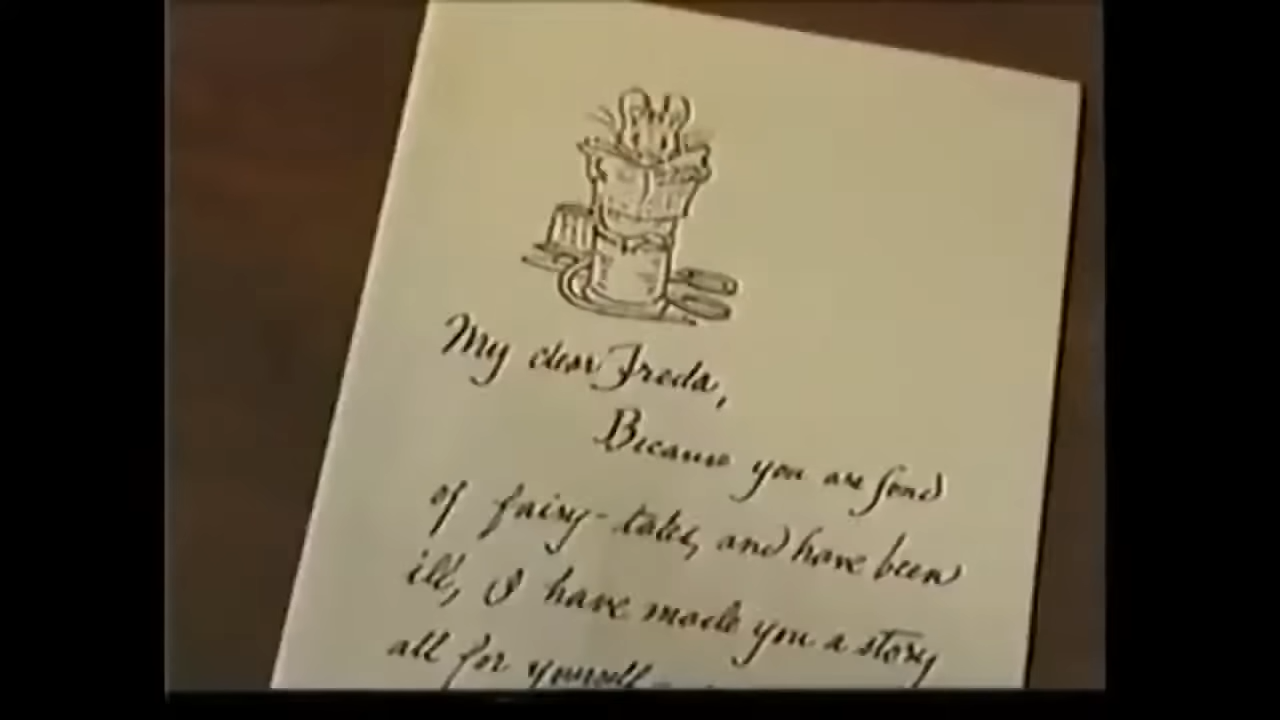 My dear Freda,
Because you are fond
of fairy-tales, and have been
ill, I have made you a story
all for yourself